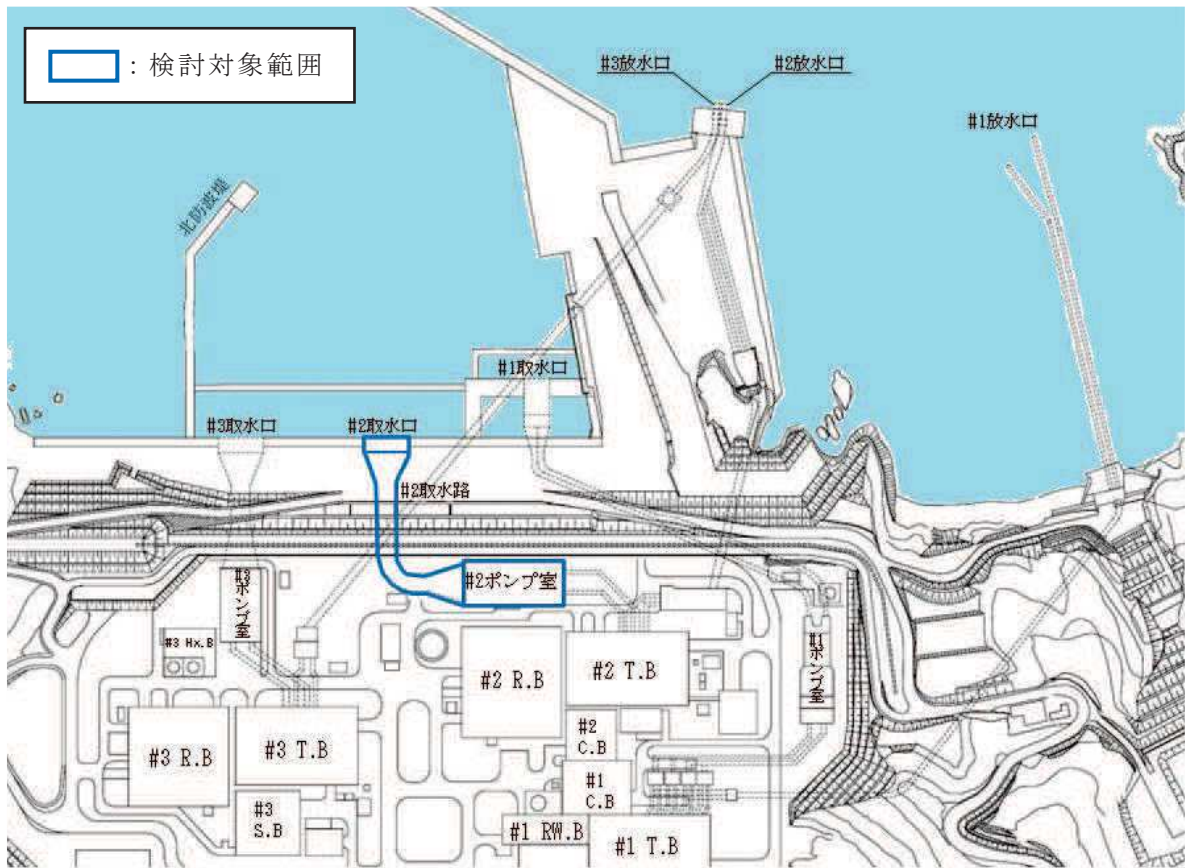 ：検討対象範囲
#3放水口
#2放水口
#1放水口
北防波堤
#1取水口
#3取水口
#2取水口
#2取水路
#2ポンプ室
#3ポンプ室
#1ポンプ室
#3 Hx.B
#2 R.B
#2 T.B
#3 R.B
#3 T.B
#2
C.B
#1
C.B
#3
S.B
#1 RW.B
#1 T.B